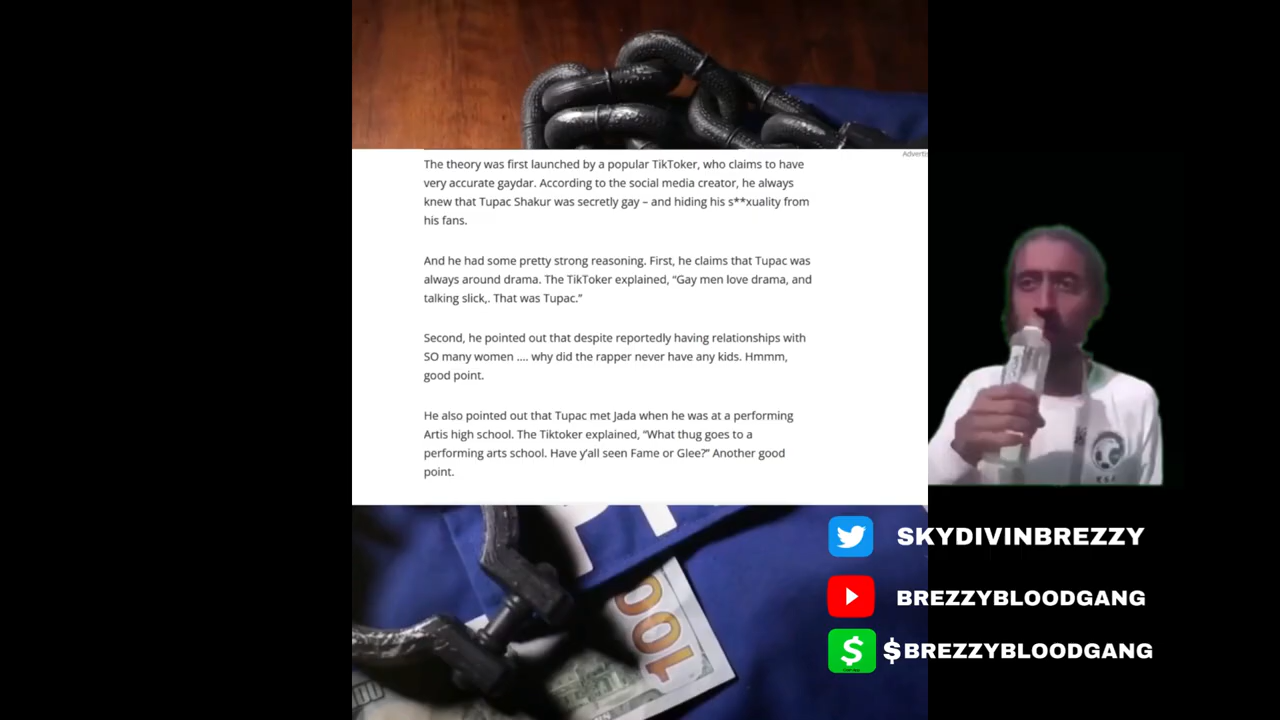 Adverti
The theory was first launched by a popular TikToker, who claims to have
very accurate gaydar. According to the social media creator, he always
knew that Tupac Shakur was secretly gay – and hiding his s**xuality from
his fans.
And he had some pretty strong reasoning. First, he claims that Tupac was
always around drama. The TikToker explained, “Gay men love drama, and
talking slick,. That was Tupac.”
Second, he pointed out that despite reportedly having relationships with
SO many women .... why did the rapper never have any kids. Hmmm,
good point.
He also pointed out that Tupac met Jada when he was at a performing
Artis high school. The Tiktoker explained, “What thug goes to a
performing arts school. Have y’all seen Fame or Glee?” Another good
point.
SKYDIVINBREZZY
BREZZYBLOODGANG
$BREZZYBLOODGANG
100